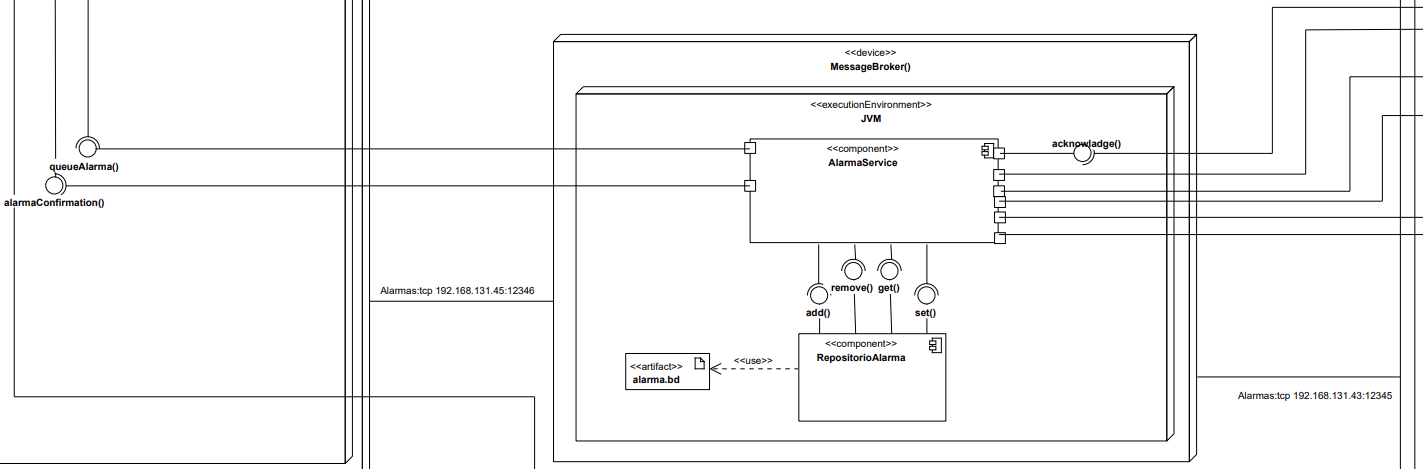 <<device>>
MessageBroker()
<<executionEnvironment>>
JVM
<<component>>
AlarmaService
acknowladge()
queueAlarma()
alarmaConfirmation()
Alarmas:tcp 192.168.131.45:12346
remove()
get()
add()
set()
<<component>>
RepositorioAlarma
<<use>>
<<artifact>>
alarma.bd
Alarmas:tcp 192.168.131.43:12345